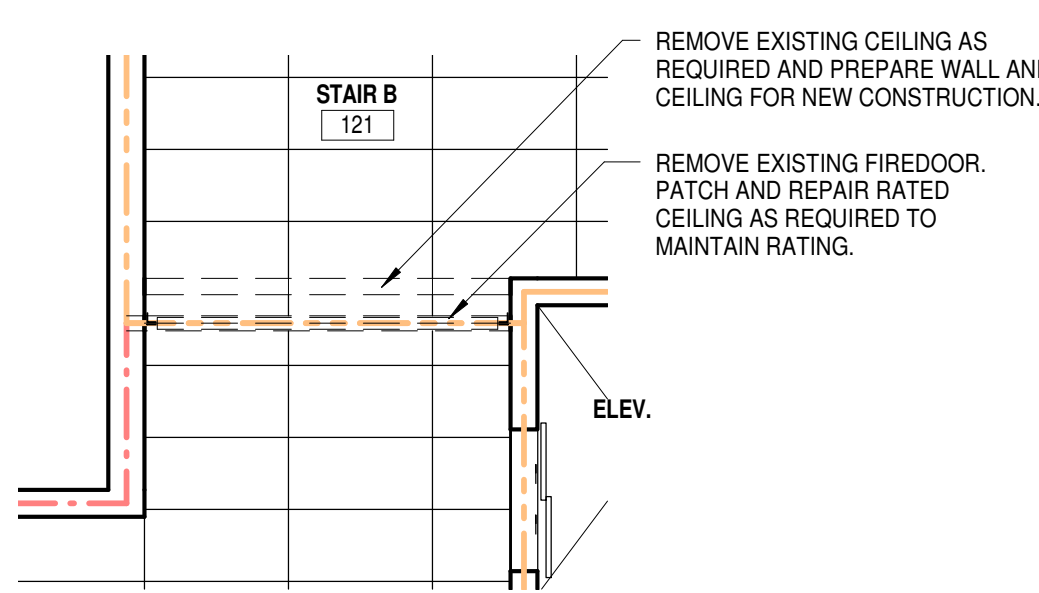 REMOVE EXISTING CEILING AS
REQUIRED AND PREPARE WALL AN
CEILING FOR NEW CONSTRUCTION.
STAIR B
121
REMOVE EXISTING FIREDOOR.
PATCH AND REPAIR RATED
CEILING AS REQUIRED TO
MAINTAIN RATING.
ELEV.